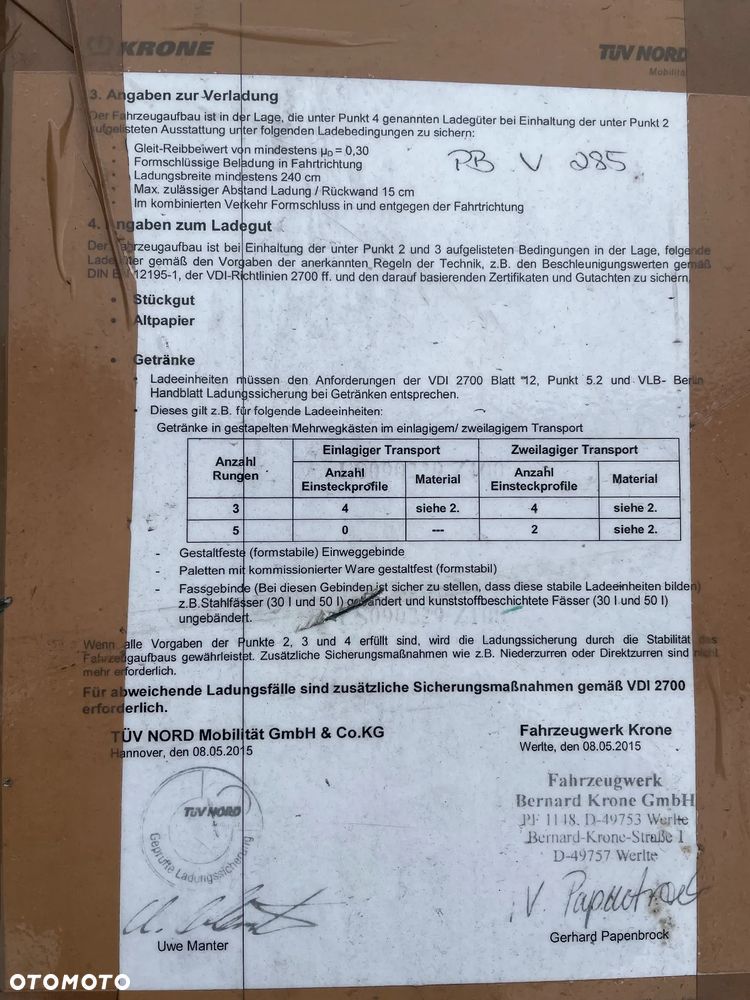 KRONE
TÜV NORD
Mobilitä
3. Angaben zur Verladung
Der Fahrzeugaufbau ist in der Lage, die unter Punkt 4 genannten Ladegüter bei Einhaltung der unter Punkt 2
aufgelisteten Ausstattung unter folgenden Ladebedingungen zu sichern:
• Gleit-Reibbeiwert von mindestens µD = 0,30
• Formschlüssige Beladung in Fahrtrichtung
• Ladungsbreite mindestens 240 cm
• Max. zulässiger Abstand Ladung / Rückwand 15 cm
• Im kombinierten Verkehr Formschluss in und entgegen der Fahrtrichtung
PB V 285
4. Angaben zum Ladegut
Der Fahrzeugaufbau ist bei Einhaltung der unter Punkt 2 und 3 aufgelisteten Bedingungen in der Lage, folgende
Ladegüter gemäß den Vorgaben der anerkannten Regeln der Technik, z.B. den Beschleunigungswerten gemäß
DIN EN 12195-1, der VDI-Richtlinien 2700 ff. und den darauf basierenden Zertifikaten und Gutachten zu sichern.
• Stückgut
• Altpapier
• Getränke
• Ladeeinheiten müssen den Anforderungen der VDI 2700 Blatt 12, Punkt 5.2 und VLB- Berlin
Handblatt Ladungssicherung bei Getränken entsprechen.
• Dieses gilt z.B. für folgende Ladeeinheiten:
Getränke in gestapelten Mehrwegkästen im einlagigem/ zweilagigem Transport
Anzahl Rungen Einlagiger Transport Zweilagiger Transport
Anzahl Einsteckprofile Material Anzahl Einsteckprofile Material
3 4 siehe 2. 4 siehe 2.
5 0 --- 2 siehe 2.
- Gestaltfeste (formstabile) Einweggebinde
- Paletten mit kommissionierter Ware gestaltfest (formstabil)
- Fassgebinde (Bei diesen Gebinden ist sicher zu stellen, dass diese stabile Ladeeinheiten bilden)
z.B.Stahlfässer (30 l und 50 l) gebändert und kunststoffbeschichtete Fässer (30 l und 50 l)
ungebändert.
Wenn alle Vorgaben der Punkte 2, 3 und 4 erfüllt sind, wird die Ladungssicherung durch die Stabilität des
Fahrzeugaufbaus gewährleistet. Zusätzliche Sicherungsmaßnahmen wie z.B. Niederzurren oder Direktzurren sind nicht
mehr erforderlich.
Für abweichende Ladungsfälle sind zusätzliche Sicherungsmaßnahmen gemäß VDI 2700
erforderlich.
TÜV NORD Mobilität GmbH & Co.KG
Hannover, den 08.05.2015
Fahrzeugwerk Krone
Werlte, den 08.05.2015
TÜV NORD
Geprüfte Ladungssicherung
Fahrzeugwerk
Bernard Krone GmbH
PF 1148, D-49753 Werlte
Bernard-Krone-Straße 1
D-49757 Werlte
Uwe Manter
V. Papenbrock
Gerhard Papenbrock
OTOMOTO